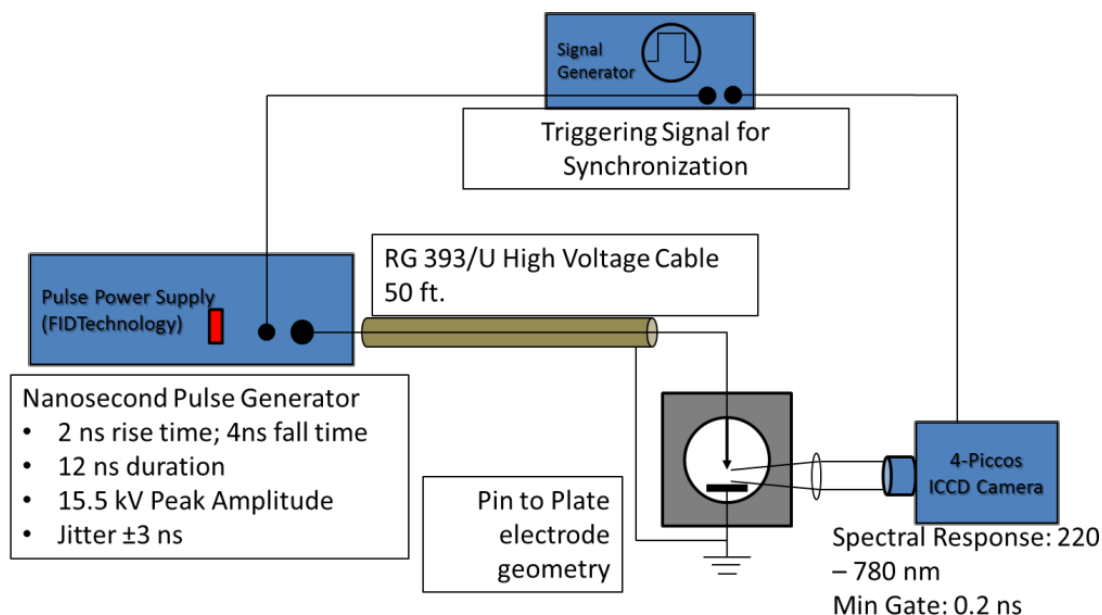 Signal
Generator
Triggering Signal for
Synchronization
RG 393/U High Voltage Cable
50 ft.
Pulse Power Supply
(FIDTechnology)
Nanosecond Pulse Generator
• 2 ns rise time; 4ns fall time
• 12 ns duration
• 15.5 kV Peak Amplitude
• Jitter ±3 ns
Pin to Plate
electrode
geometry
4-Piccos
ICCD Camera
Spectral Response: 220
– 780 nm
Min Gate: 0.2 ns